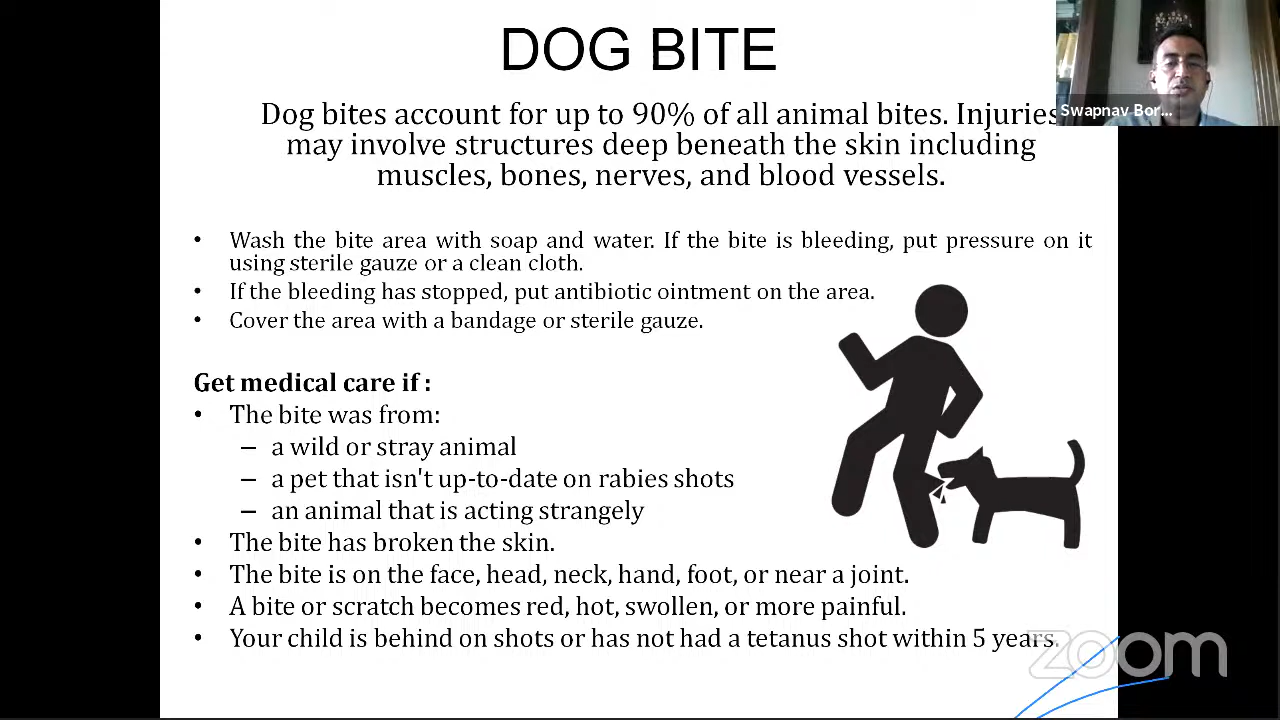 DOG BITE
Dog bites account for up to 90% of all animal bites. Injuries
may involve structures deep beneath the skin including
muscles, bones, nerves, and blood vessels.
Swapnav Bor...
• Wash the bite area with soap and water. If the bite is bleeding, put pressure on it
using sterile gauze or a clean cloth.
• If the bleeding has stopped, put antibiotic ointment on the area.
• Cover the area with a bandage or sterile gauze.
Get medical care if :
• The bite was from:
– a wild or stray animal
– a pet that isn't up-to-date on rabies shots
– an animal that is acting strangely
• The bite has broken the skin.
• The bite is on the face, head, neck, hand, foot, or near a joint.
• A bite or scratch becomes red, hot, swollen, or more painful.
• Your child is behind on shots or has not had a tetanus shot within 5 years.
zoom